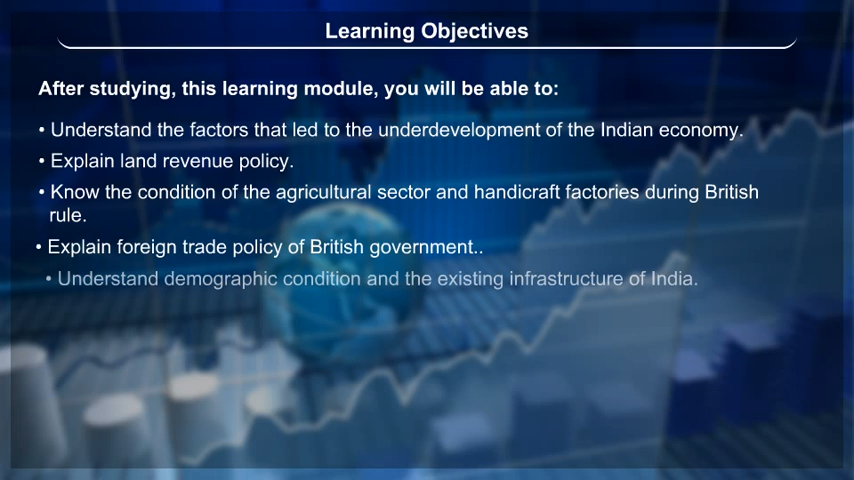 Learning Objectives
After studying, this learning module, you will be able to:
• Understand the factors that led to the underdevelopment of the Indian economy.
• Explain land revenue policy.
• Know the condition of the agricultural sector and handicraft factories during British
rule.
• Explain foreign trade policy of British government..
• Understand demographic condition and the existing infrastructure of India.